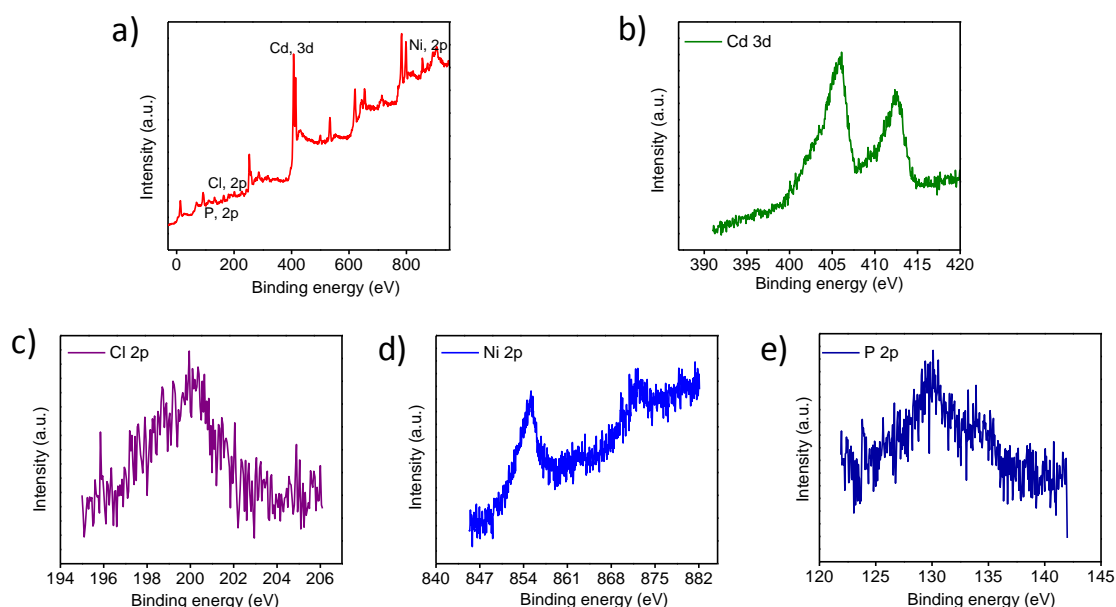 a)
Cd, 3d
Ni, 2p
Cl, 2p
P, 2p
Intensity (a.u.)
0 200 400 600 800
Binding energy (eV)
b)
Cd 3d
Intensity (a.u.)
390 395 400 405 412 415 420
Binding energy (eV)
c)
Cl 2p
Intensity (a.u.)
194 196 198 200 202 204 206
Binding energy (eV)
d)
Ni 2p
Intensity (a.u.)
840 847 854 861 868 875 882
Binding energy (eV)
e)
P 2p
Intensity (a.u.)
120 125 130 135 140 145
Binding energy (eV)